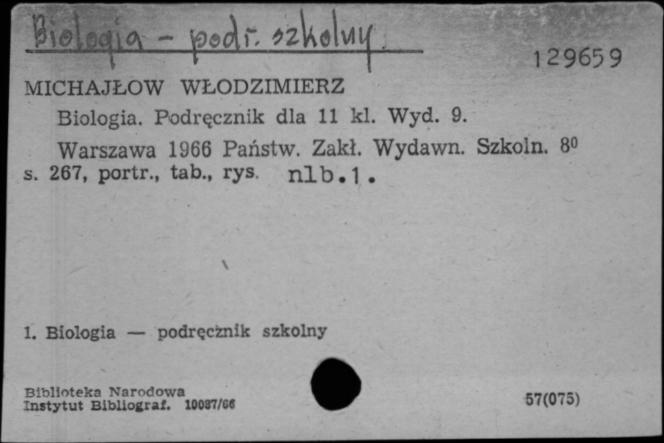 Biologia - podr. szkolny
129659
MICHAJŁOW WŁODZIMIERZ
Biologia. Podręcznik dla 11 kl. Wyd. 9.
Warszawa 1966 Państw. Zakł. Wydawn. Szkoln. 8⁰
s. 267, portr., tab., rys. nlb.1.
1. Biologia — podręcznik szkolny
Biblioteka Narodowa
Instytut Bibliograf. 10087/66
57(075)